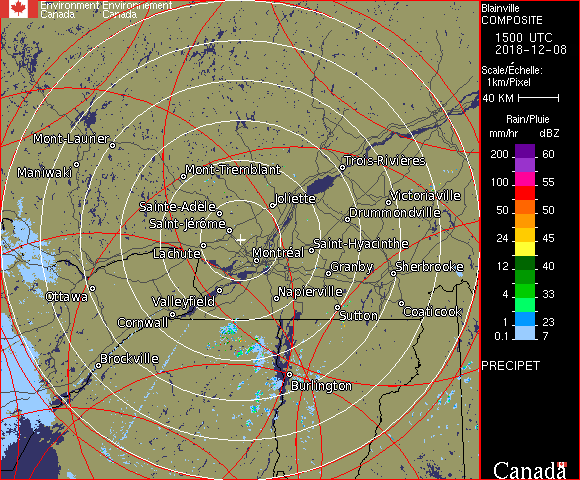 Environment Environnement
Canada Canada
Blainville
COMPOSITE
1500 UTC
2018-12-08
Scale/Échelle:
1km/Pixel
40 KM
Rain/Pluie
mm/hr dBZ
200 60
100 55
50 50
24 45
12 40
4 33
1 23
0.1 7
PRECIPET
Mont-Laurier
Maniwaki
Mont-Tremblant
Trois-Rivières
Sainte-Adèle
Joliette
Victoriaville
Saint-Jérôme
Drummondville
Lachute
Montréal
Saint-Hyacinthe
Granby
Sherbrooke
Ottawa
Valleyfield
Napierville
Cornwall
Sutton
Coaticook
Brockville
Burlington
Canada